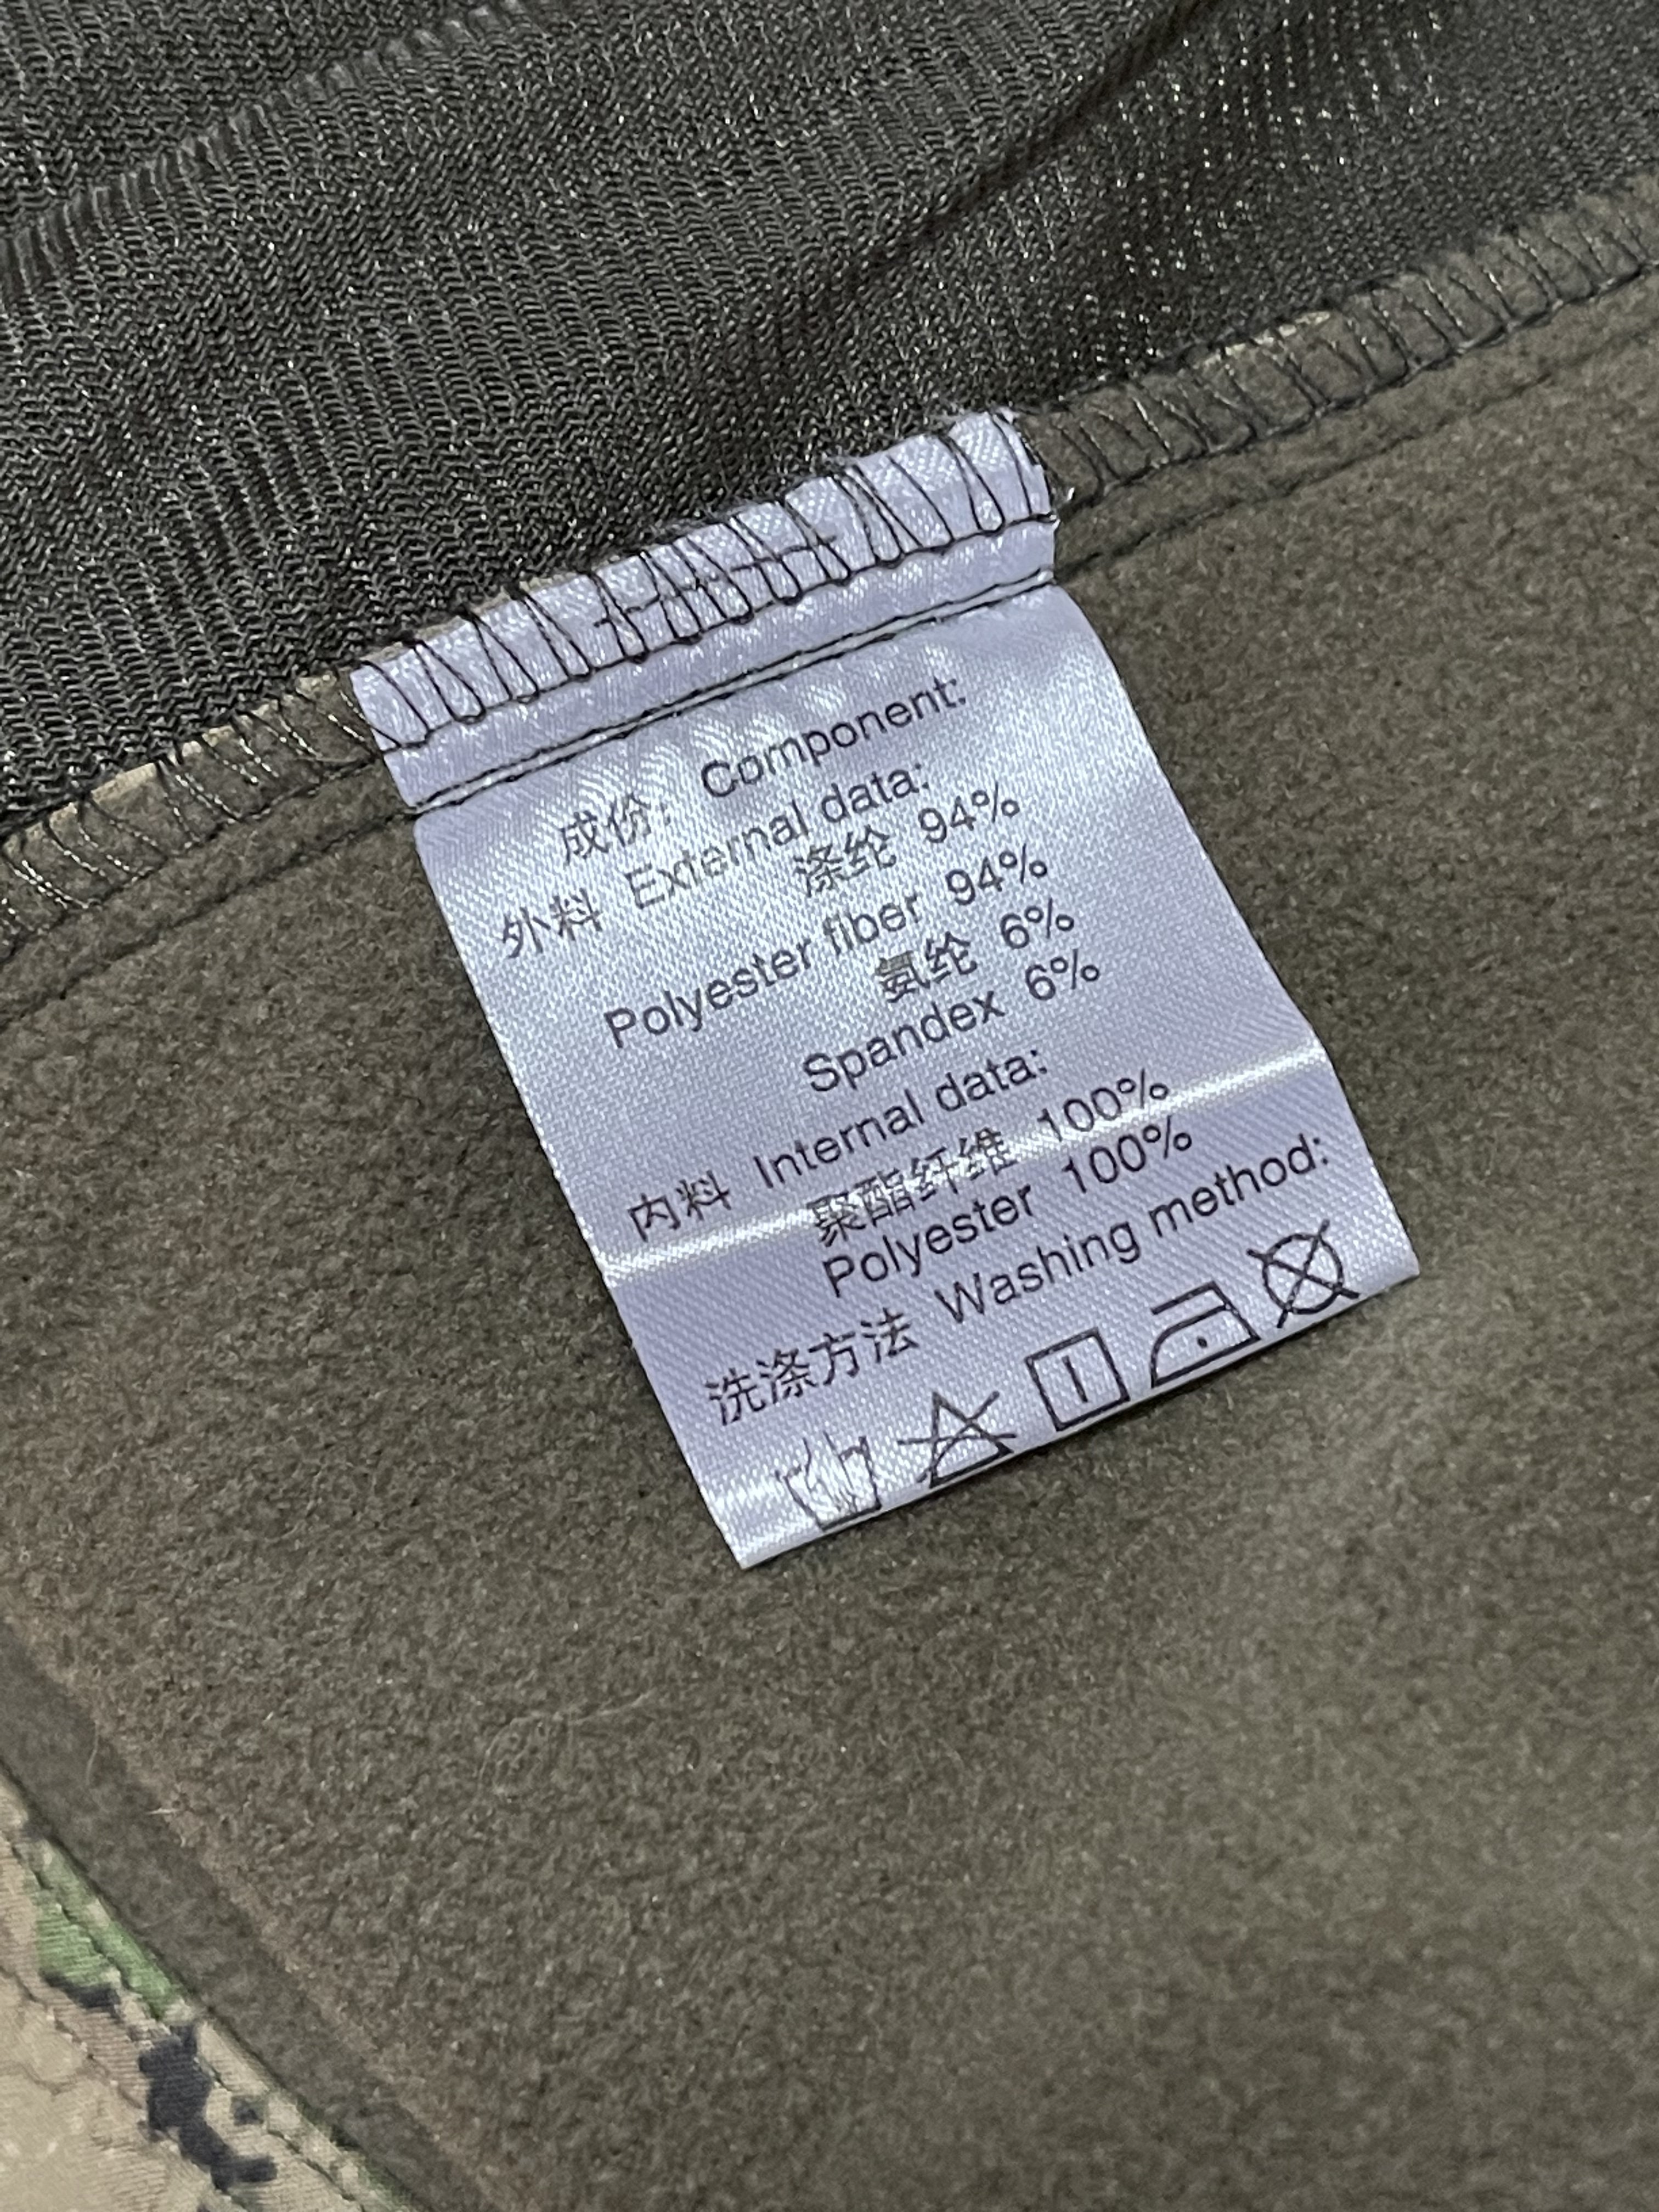 成份: Component:
外料 External data:
涤纶 94%
Polyester fiber 94%
氨纶 6%
Spandex 6%
内料 Internal data:
聚酯纤维 100%
Polyester 100%
洗涤方法 Washing method: